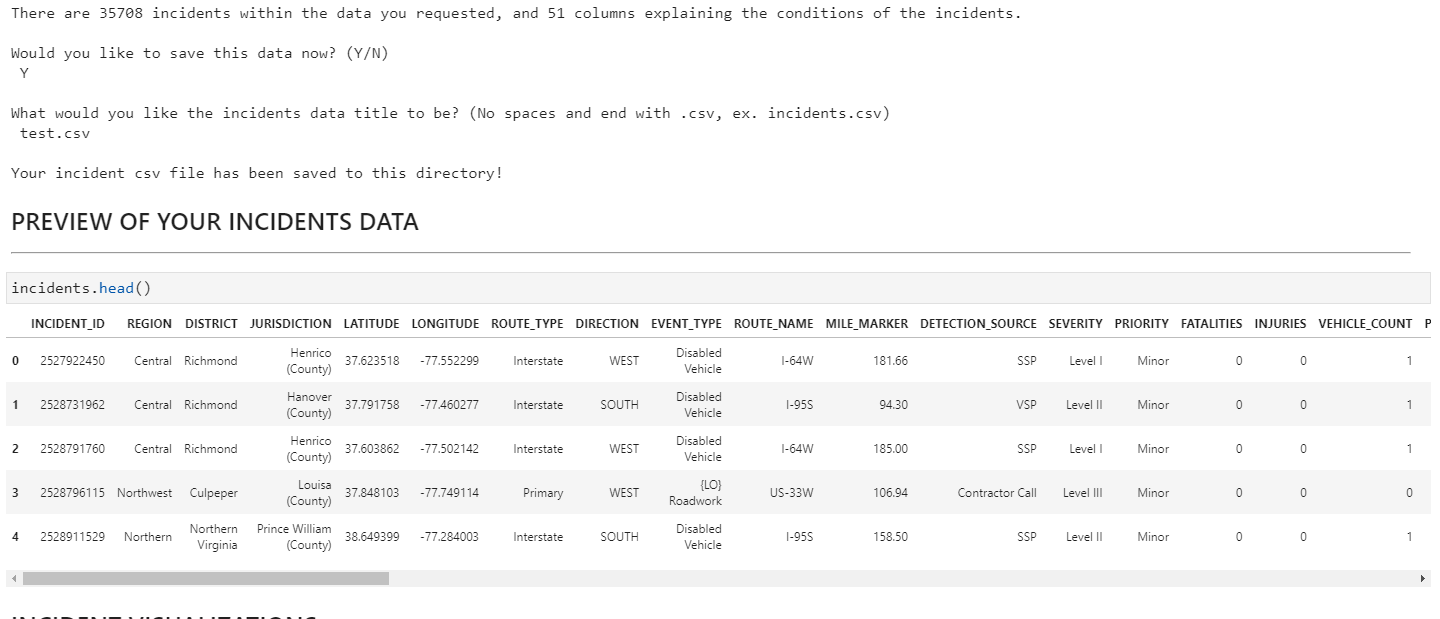 There are 35708 incidents within the data you requested, and 51 columns explaining the conditions of the incidents.
Would you like to save this data now? (Y/N)
Y
What would you like the incidents data title to be? (No spaces and end with .csv, ex. incidents.csv)
test.csv
Your incident csv file has been saved to this directory!
PREVIEW OF YOUR INCIDENTS DATA
incidents.head()
INCIDENT_ID REGION DISTRICT JURISDICTION LATITUDE LONGITUDE ROUTE_TYPE DIRECTION EVENT_TYPE ROUTE_NAME MILE_MARKER DETECTION_SOURCE SEVERITY PRIORITY FATALITIES INJURIES VEHICLE_COUNT P
0 2527922450 Central Richmond Henrico (County) 37.623518 -77.552299 Interstate WEST Disabled Vehicle I-64W 181.66 SSP Level I Minor 0 0 1
1 2528731962 Central Richmond Hanover (County) 37.791758 -77.460277 Interstate SOUTH Disabled Vehicle I-95S 94.30 VSP Level II Minor 0 0 1
2 2528791760 Central Richmond Henrico (County) 37.603862 -77.502142 Interstate WEST Disabled Vehicle I-64W 185.00 SSP Level I Minor 0 0 1
3 2528796115 Northwest Culpeper Louisa (County) 37.848103 -77.749114 Primary WEST {LO} Roadwork US-33W 106.94 Contractor Call Level III Minor 0 0 0
4 2528911529 Northern Northern Virginia Prince William (County) 38.649399 -77.284003 Interstate SOUTH Disabled Vehicle I-95S 158.50 SSP Level II Minor 0 0 1
INCIDENT VISUALIZATIONS